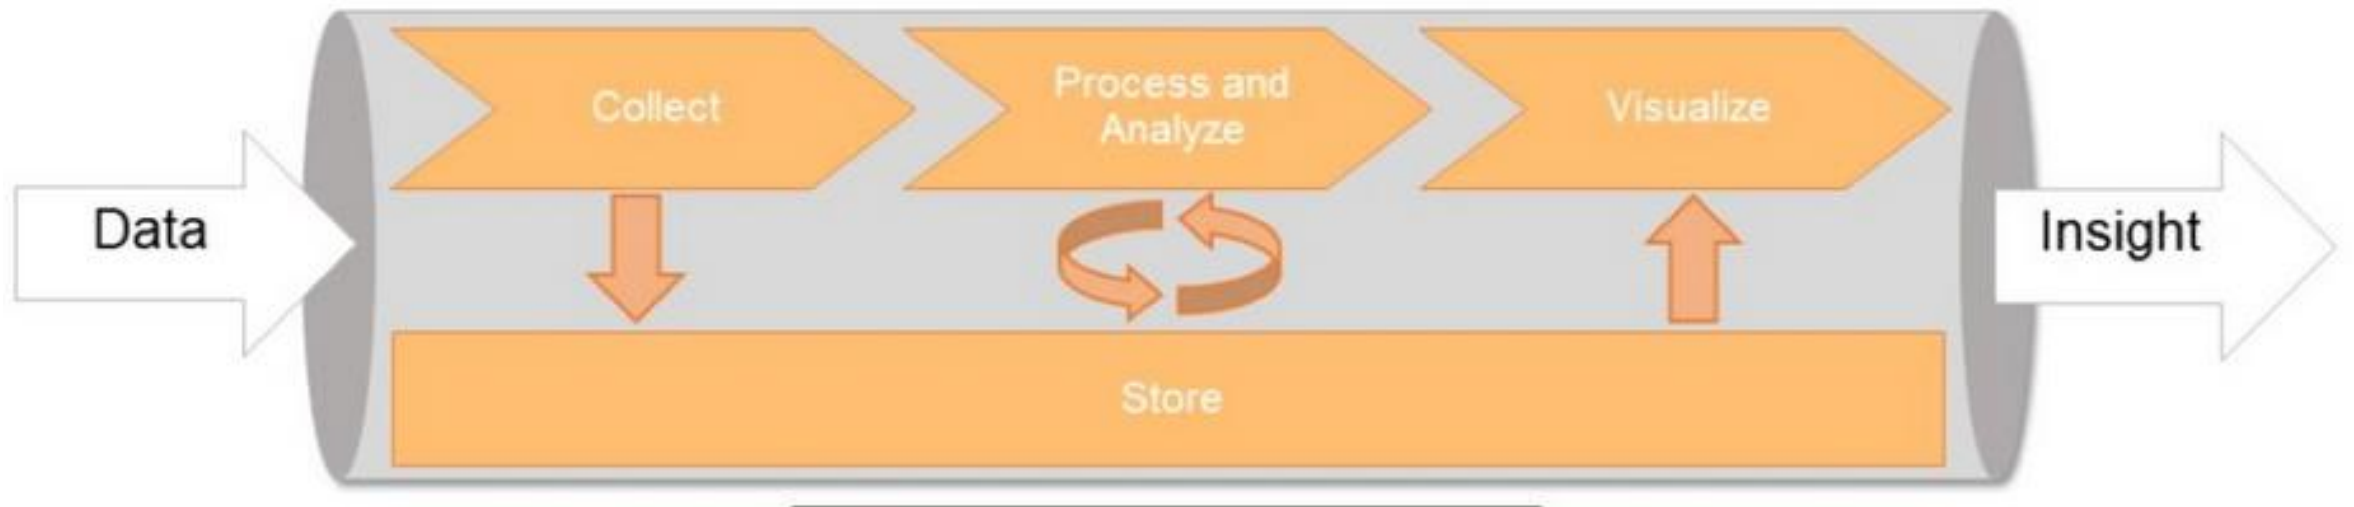 Data
Collect
Process and
Analyze
Visualize
Store
Insight